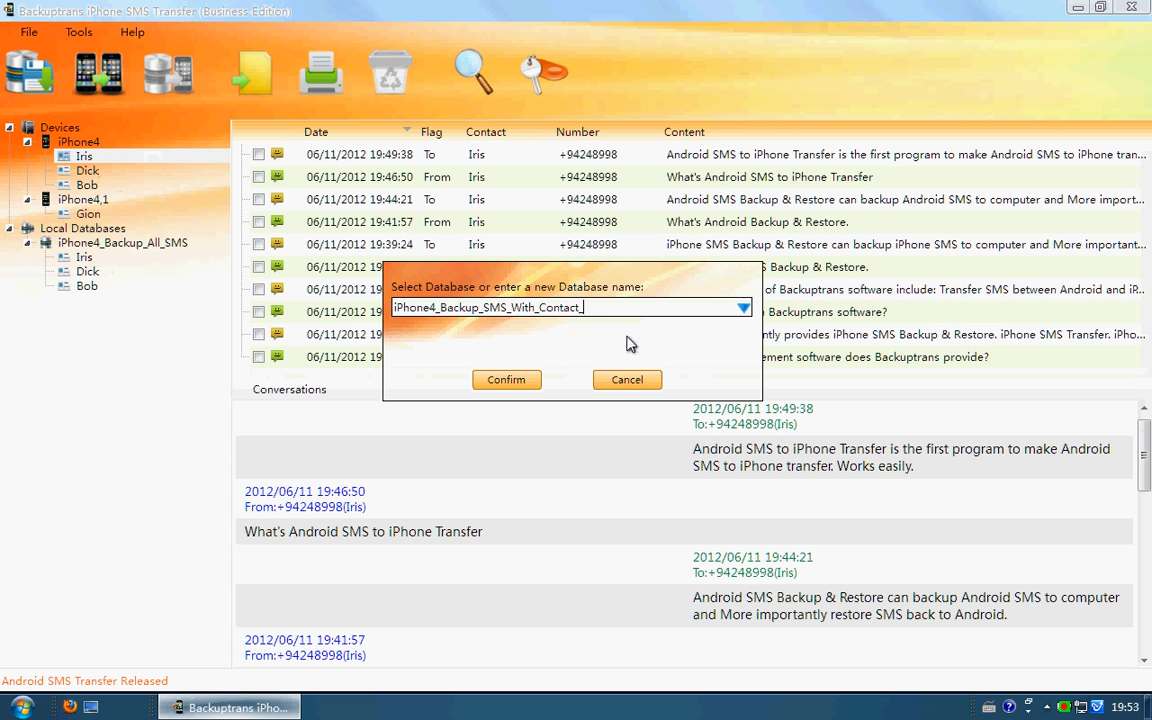 Backuptrans iPhone SMS Transfer (Business Edition)
File Tools Help
Devices
iPhone4
Iris
Dick
Bob
iPhone4,1
Gion
Local Databases
iPhone4_Backup_All_SMS
Iris
Dick
Bob
Date Flag Contact Number Content
06/11/2012 19:49:38 To Iris +94248998 Android SMS to iPhone Transfer is the first program to make Android SMS to iPhone tran...
06/11/2012 19:46:50 From Iris +94248998 What's Android SMS to iPhone Transfer
06/11/2012 19:44:21 To Iris +94248998 Android SMS Backup & Restore can backup Android SMS to computer and More import...
06/11/2012 19:41:57 From Iris +94248998 What's Android Backup & Restore.
06/11/2012 19:39:24 To Iris +94248998 iPhone SMS Backup & Restore can backup iPhone SMS to computer and More important...
06/11/2012 19 S Backup & Restore.
06/11/2012 19 of Backuptrans software include: Transfer SMS between Android and iP...
06/11/2012 19 Backuptrans software?
06/11/2012 19 ntly provides iPhone SMS Backup & Restore. iPhone SMS Transfer. iPho...
06/11/2012 19 ement software does Backuptrans provide?
Select Database or enter a new Database name:
iPhone4_Backup_SMS_With_Contact_
Confirm Cancel
Conversations
2012/06/11 19:49:38
To:+94248998(Iris)
Android SMS to iPhone Transfer is the first program to make Android
SMS to iPhone transfer. Works easily.
2012/06/11 19:46:50
From:+94248998(Iris)
What's Android SMS to iPhone Transfer
2012/06/11 19:44:21
To:+94248998(Iris)
Android SMS Backup & Restore can backup Android SMS to computer
and More importantly restore SMS back to Android.
2012/06/11 19:41:57
From:+94248998(Iris)
Android SMS Transfer Released
Backuptrans iPho...
19:53